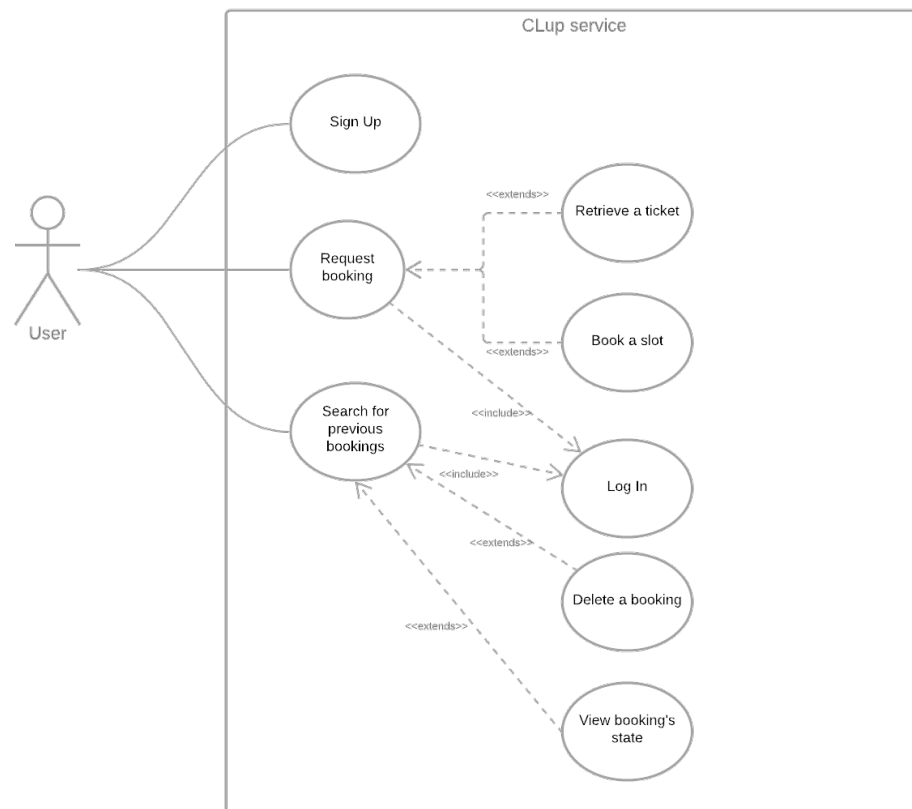 CLup service
Sign Up
<<extends>>
Retrieve a ticket
Request
booking
User
Book a slot
<<extends>>
Search for
previous
bookings
<<include>>
<<include>>
Log In
<<extends>>
Delete a booking
<<extends>>
View booking's
state